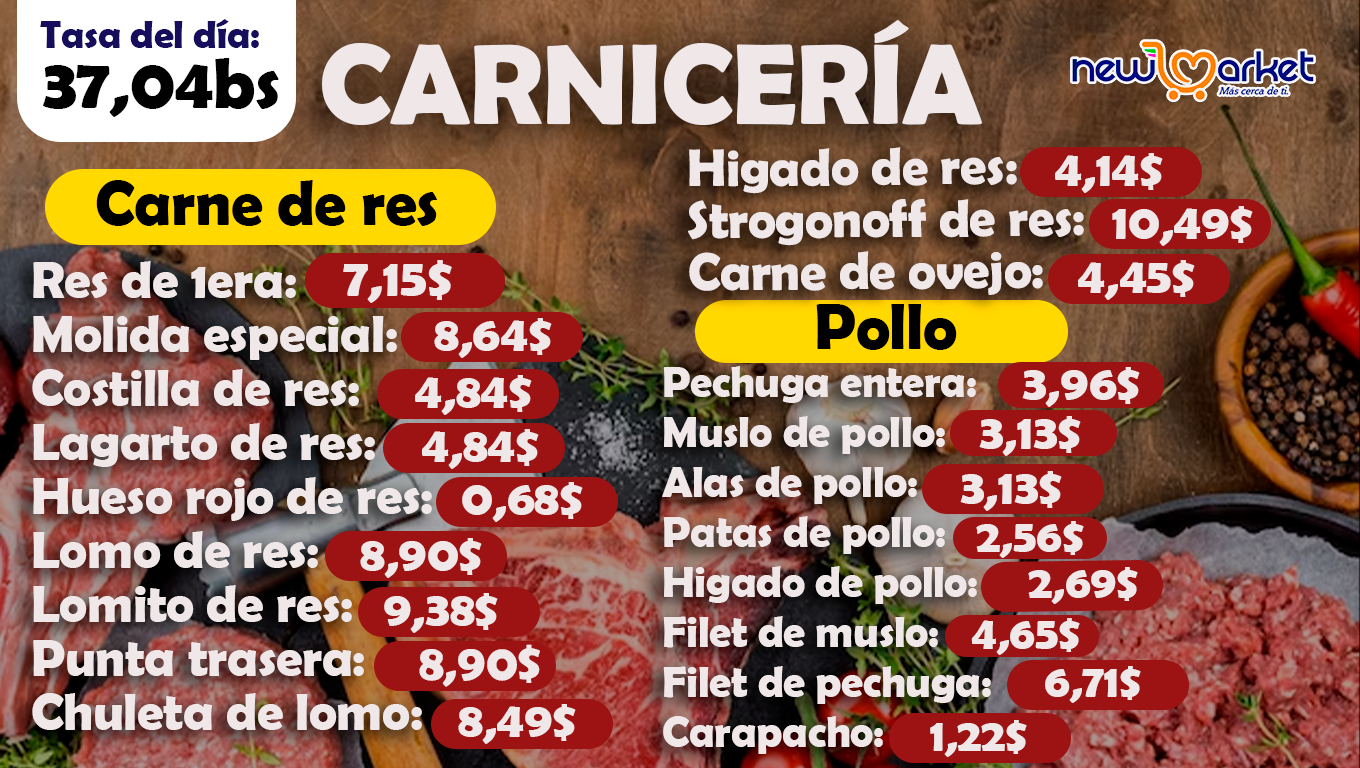 Tasa del día:
37,04bs
CARNICERÍA
new market
Más cerca de ti.
Carne de res
Res de 1era: 7,15$
Molida especial: 8,64$
Costilla de res: 4,84$
Lagarto de res: 4,84$
Hueso rojo de res: 0,68$
Lomo de res: 8,90$
Lomito de res: 9,38$
Punta trasera: 8,90$
Chuleta de lomo: 8,49$
Higado de res: 4,14$
Strogonoff de res: 10,49$
Carne de ovejo: 4,45$
Pollo
Pechuga entera: 3,96$
Muslo de pollo: 3,13$
Alas de pollo: 3,13$
Patas de pollo: 2,56$
Higado de pollo: 2,69$
Filet de muslo: 4,65$
Filet de pechuga: 6,71$
Carapacho: 1,22$